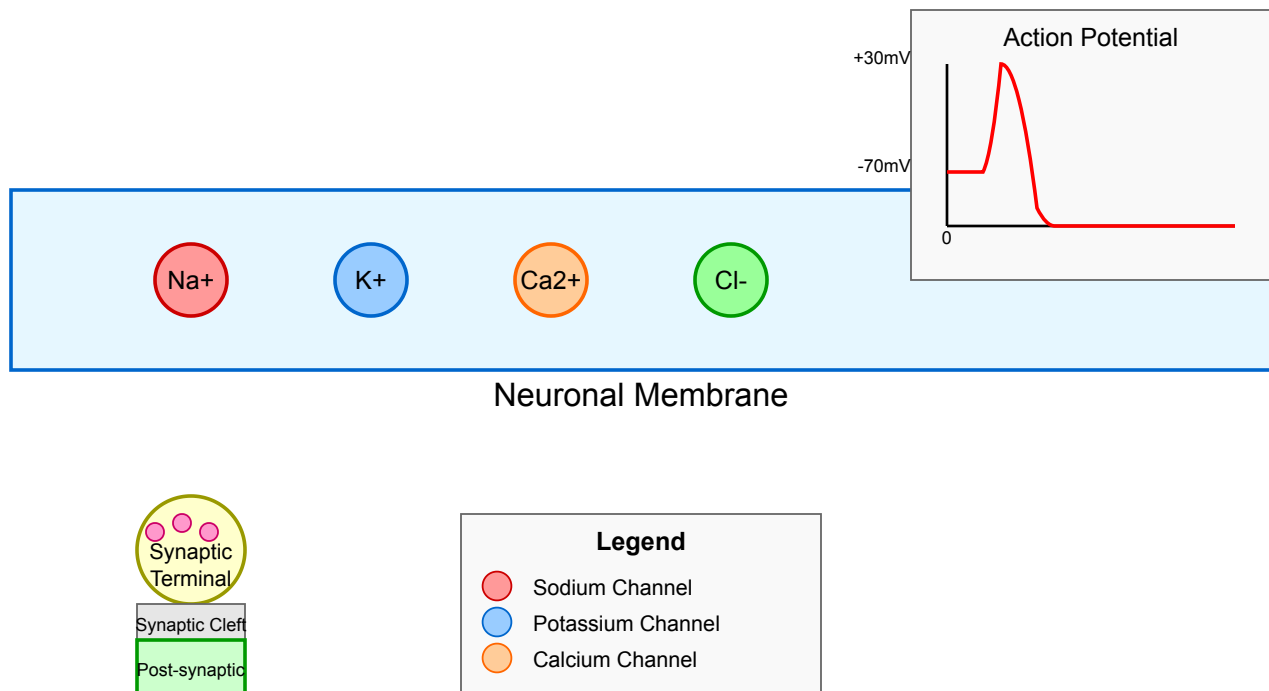 Action Potential
+30mV
-70mV
0
Na+
K+
Ca2+
Cl-
Neuronal Membrane
Synaptic
Terminal
Synaptic Cleft
Post-synaptic
Legend
Sodium Channel
Potassium Channel
Calcium Channel